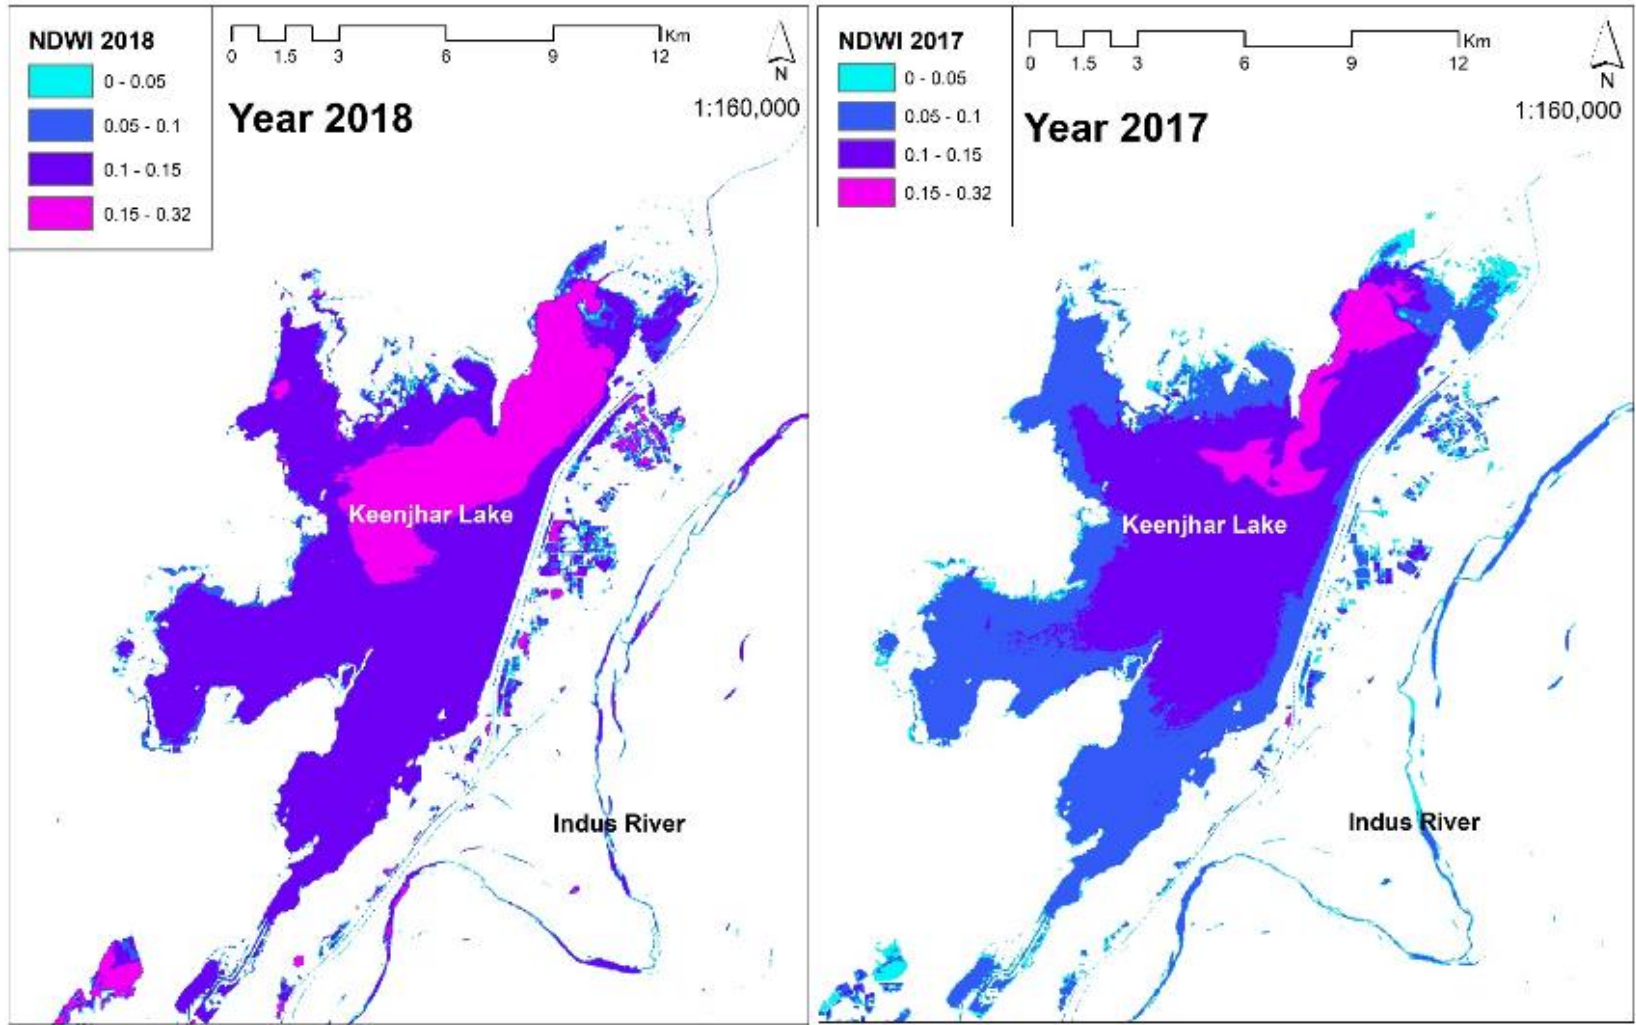 NDWI 2018
0 - 0.05
0.05 - 0.1
0.1 - 0.15
0.15 - 0.32
0 1.5 3 6 9 12
Km
N
Year 2018
1:160,000
Keenjhar Lake
Indus River
NDWI 2017
0 - 0.05
0.05 - 0.1
0.1 - 0.15
0.15 - 0.32
0 1.5 3 6 9 12
Km
N
Year 2017
1:160,000
Keenjhar Lake
Indus River